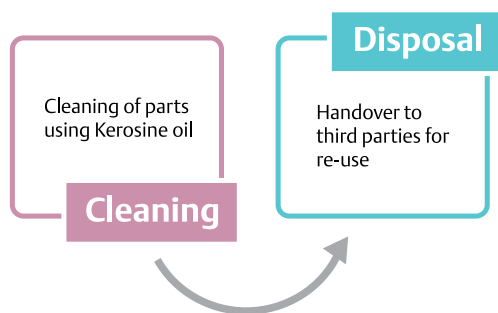 Cleaning of parts
using Kerosine oil
Cleaning
Disposal
Handover to
third parties for
re-use